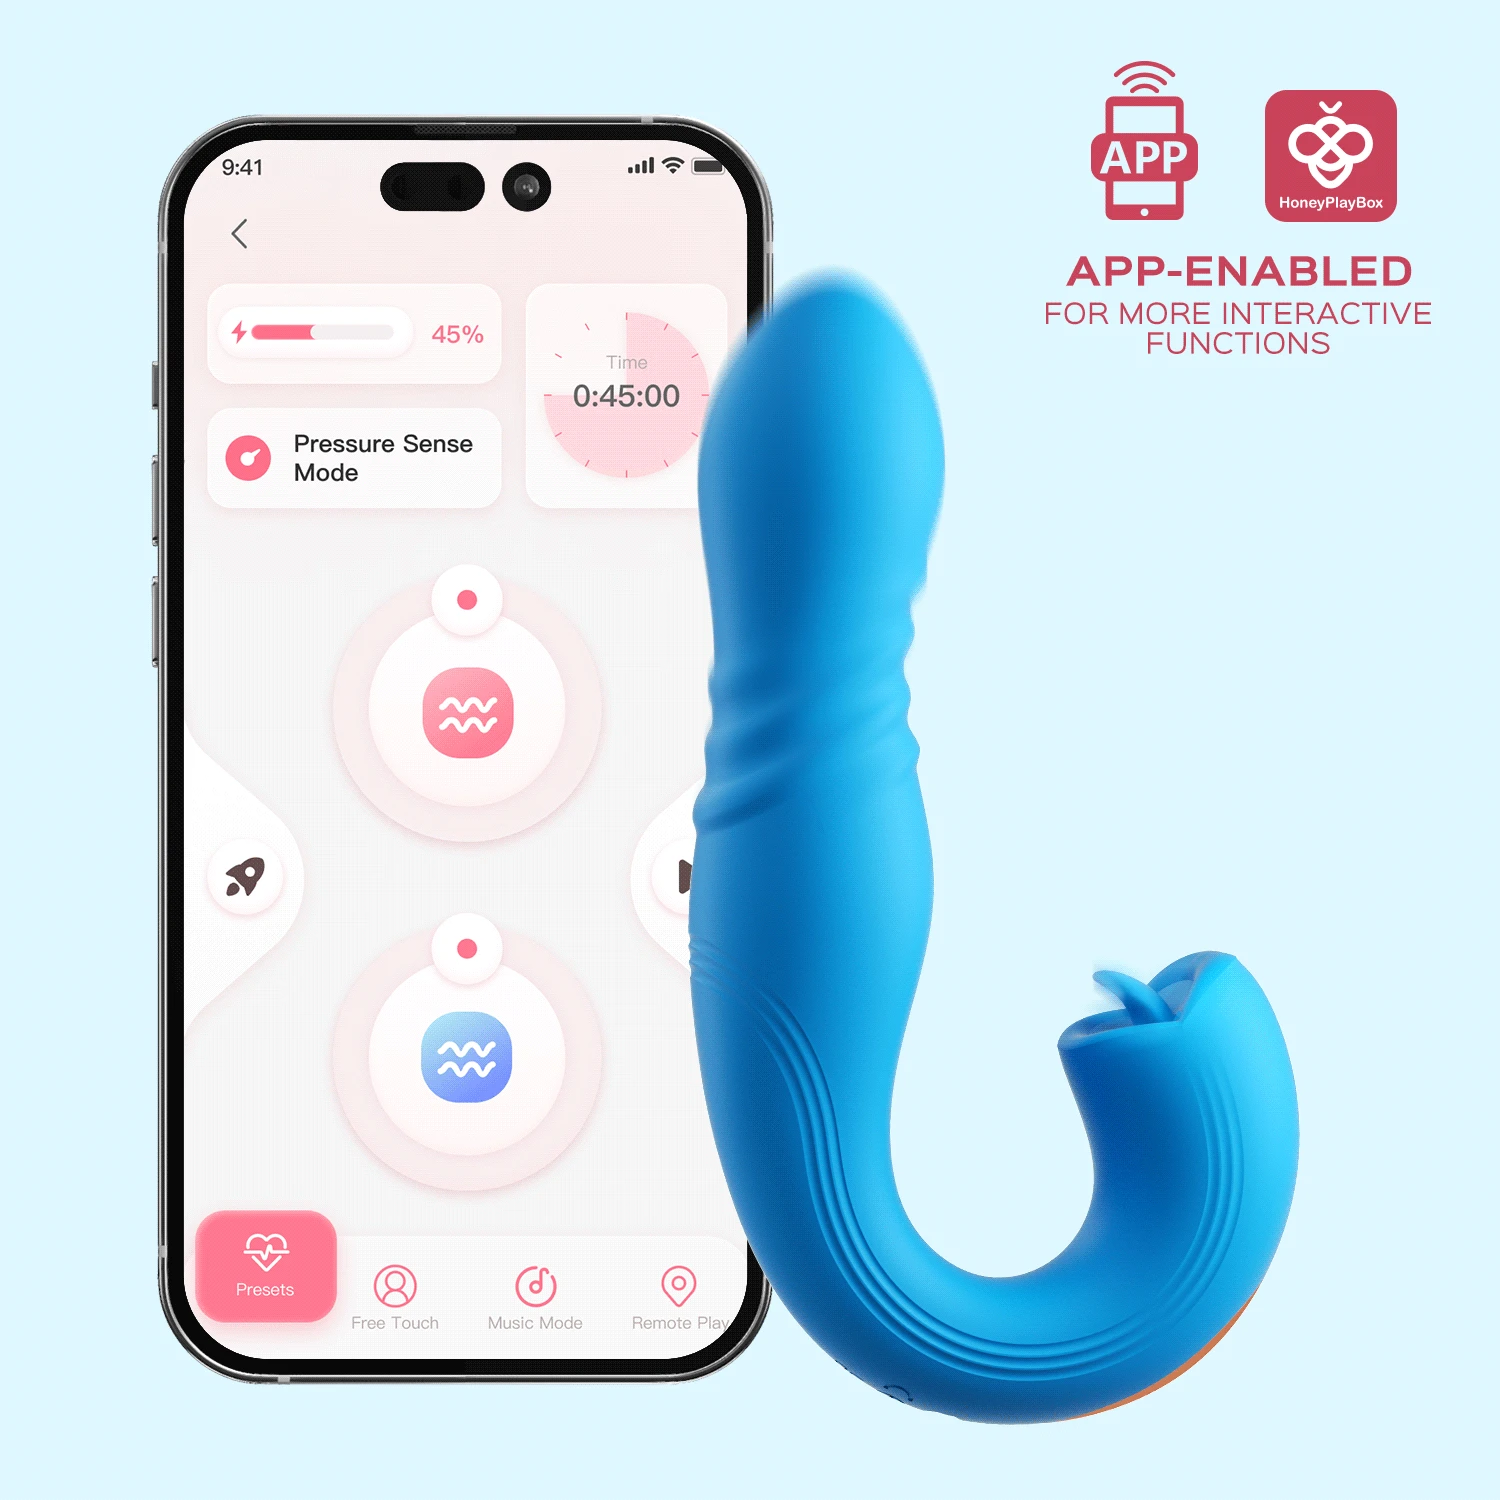 9:41
45%
Time
0:45:00
Pressure Sense
Mode
Presets
Free Touch
Music Mode
Remote Play
APP
HoneyPlayBox
APP-ENABLED
FOR MORE INTERACTIVE
FUNCTIONS